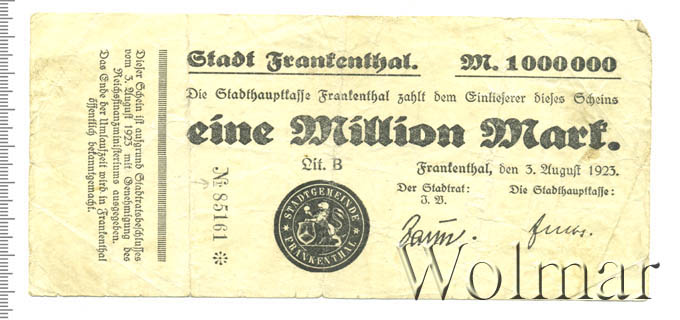 Dieser Schein ist aufgrund Stadtratsbeschlusses
vom 3. August 1923 mit Genehmigung des
Reichsfinanzministeriums ausgegeben.
Das Ende der Umlaufzeit wird in Frankenthal
öffentlich bekanntgemacht.
Stadt Frankenthal. M. 1000000
Die Stadthauptkasse Frankenthal zahlt dem Einlieferer dieses Scheins
eine Million Mark.
Lit. B
Frankenthal, den 3. August 1923.
Der Stadtrat: Die Stadthauptkasse:
J. V.
№ 85161 *
STADTGEMEINDE
FRANKENTHAL
Wolmar